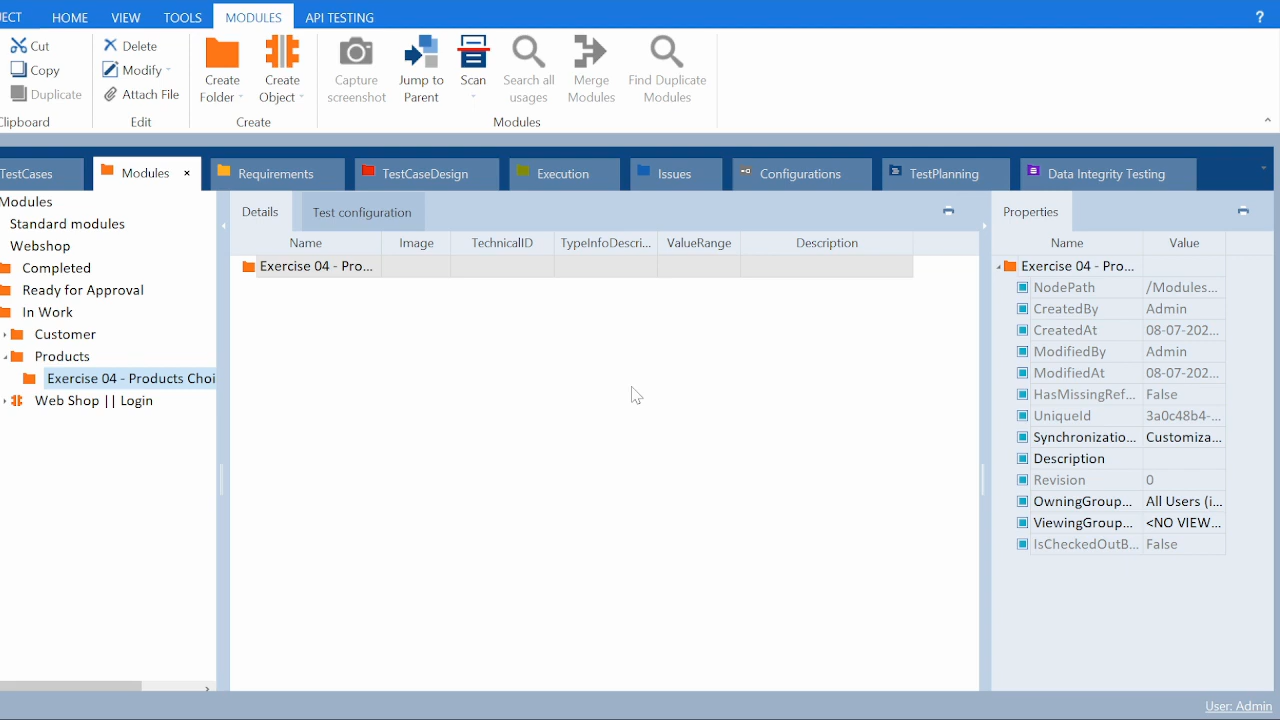 JECT HOME VIEW TOOLS MODULES API TESTING ?
Cut
Copy
Duplicate
Clipboard
Delete
Modify
Attach File
Edit
Create Folder
Create Object
Create
Capture screenshot
Jump to Parent
Scan
Search all usages
Merge Modules
Find Duplicate Modules
Modules
TestCases Modules × Requirements TestCaseDesign Execution Issues Configurations TestPlanning Data Integrity Testing
Modules
Standard modules
Webshop
Completed
Ready for Approval
In Work
Customer
Products
Exercise 04 - Products Choi
Web Shop || Login
Details Test configuration
Name Image TechnicalID TypeInfoDescri... ValueRange Description
Exercise 04 - Pro...
Properties
Name Value
Exercise 04 - Pro...
NodePath /Modules...
CreatedBy Admin
CreatedAt 08-07-202...
ModifiedBy Admin
ModifiedAt 08-07-202...
HasMissingRef... False
UniqueId 3a0c48b4-...
Synchronizatio... Customiza...
Description
Revision 0
OwningGroup... All Users (i...
ViewingGroup... <NO VIEW...
IsCheckedOutB... False
User: Admin